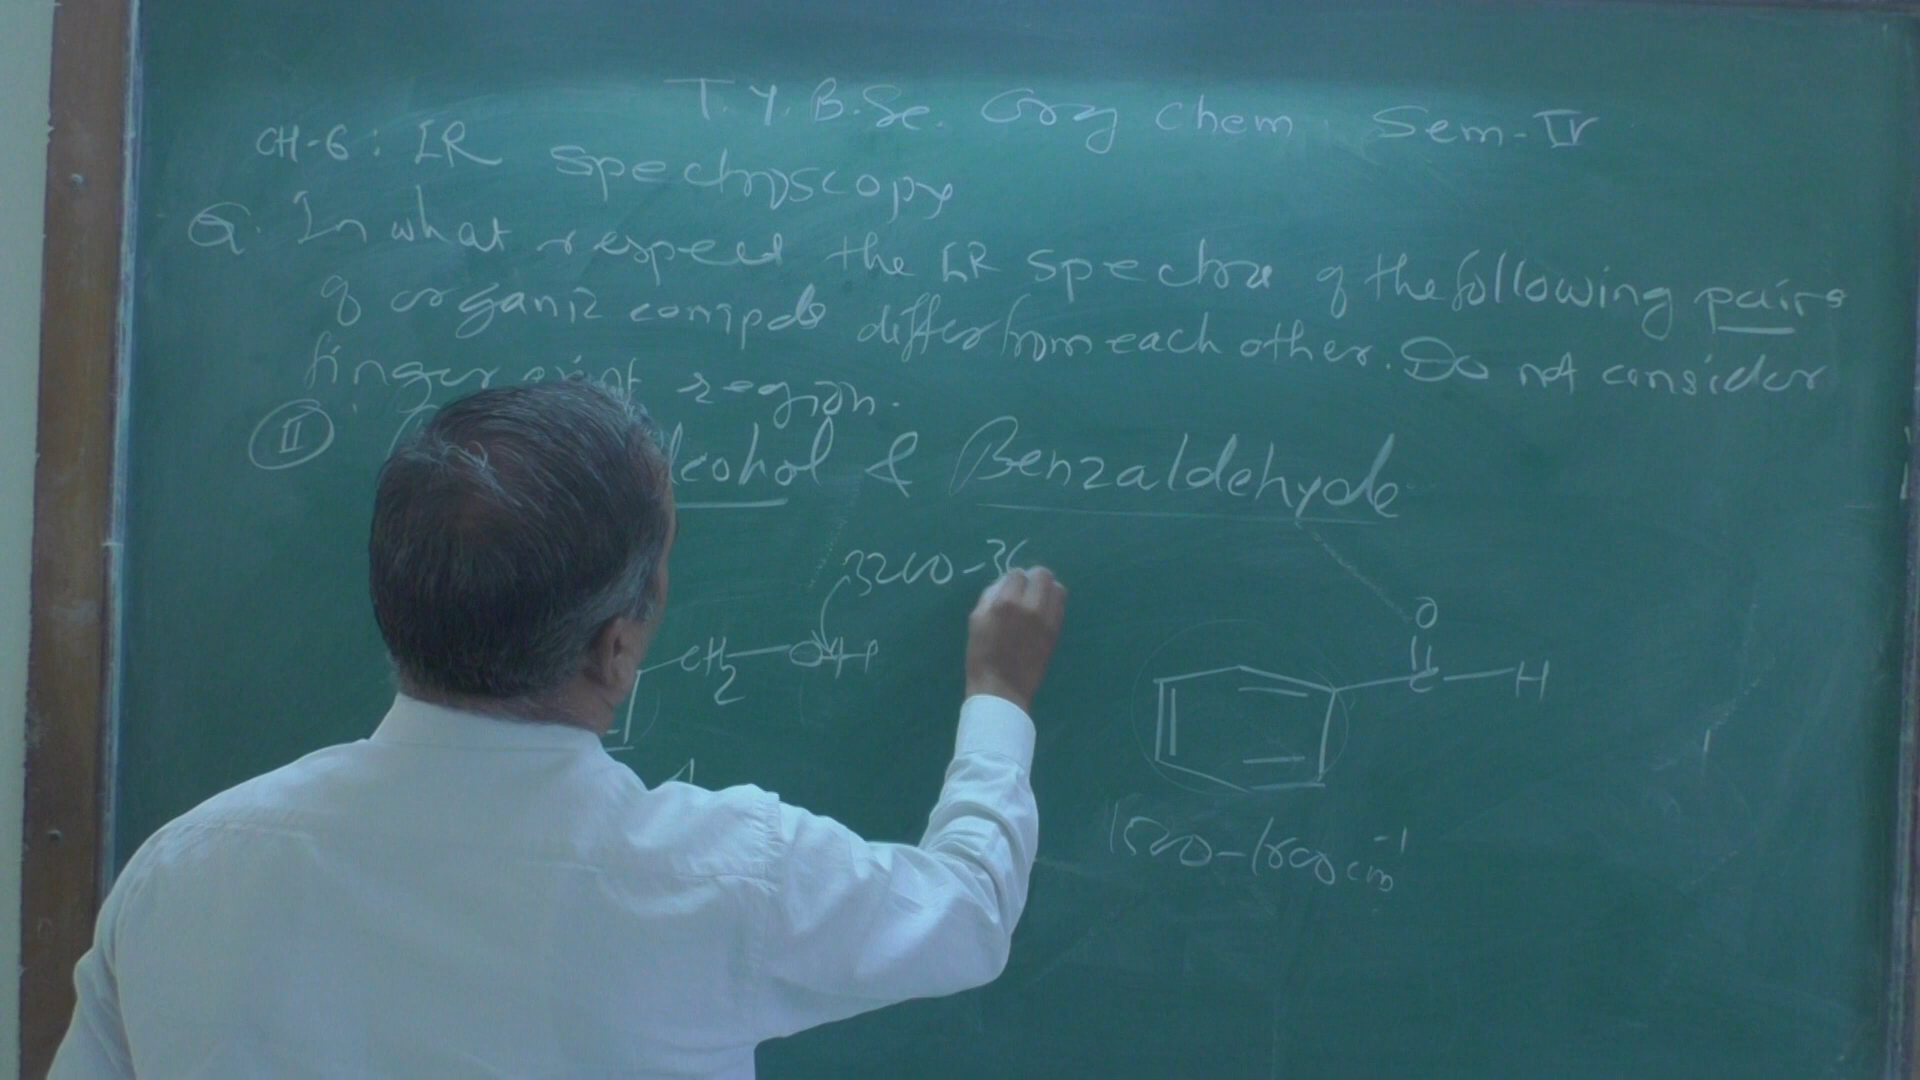 T.Y.B.Sc. Org Chem Sem-IV
CH-6: IR Spectroscopy
Q. In what respect the IR spectra of the following pairs
of organic compds differ from each other. Do not consider
finger print region.
II lcohol & Benzaldehyde
3200-36
CH2 OH
O
C H
1500-1600 cm-1